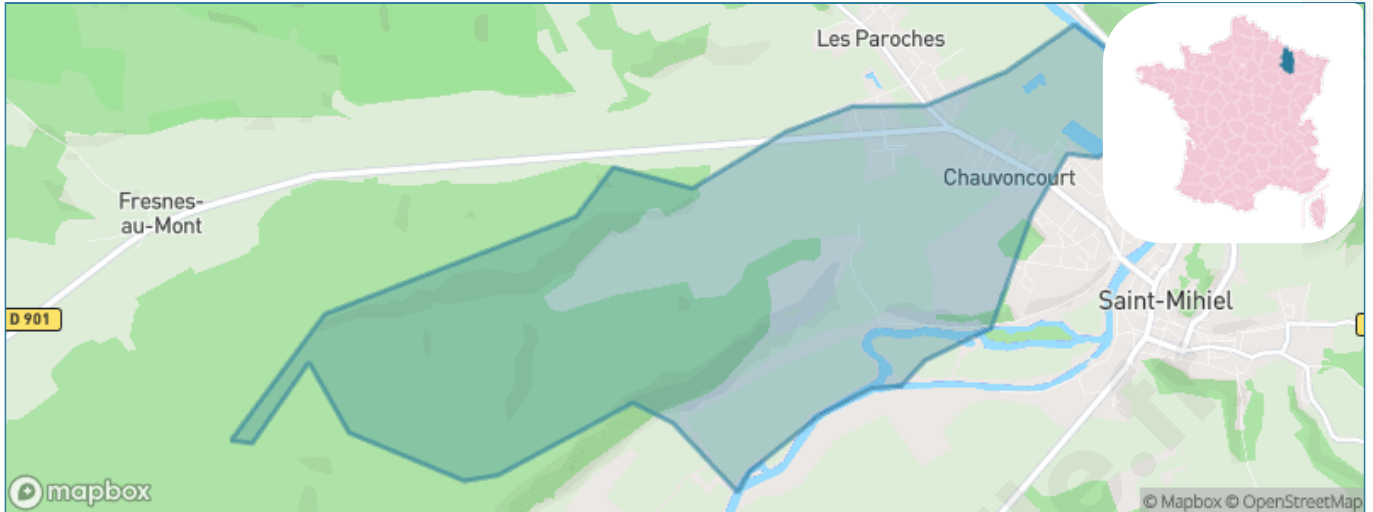 Les Paroches
Chauvoncourt
Fresnes-
au-Mont
Saint-Mihiel
D 901
mapbox
© Mapbox © OpenStreetMap